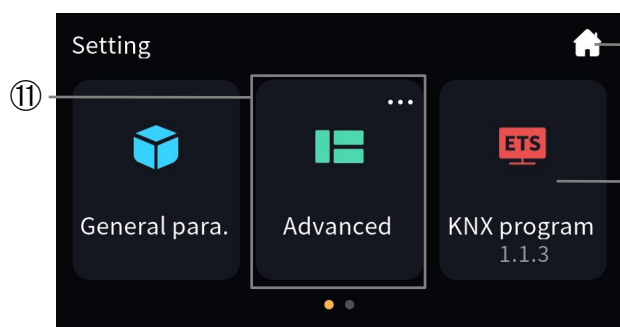 Setting
⑪
ETS
General para.
Advanced
KNX program
1.1.3